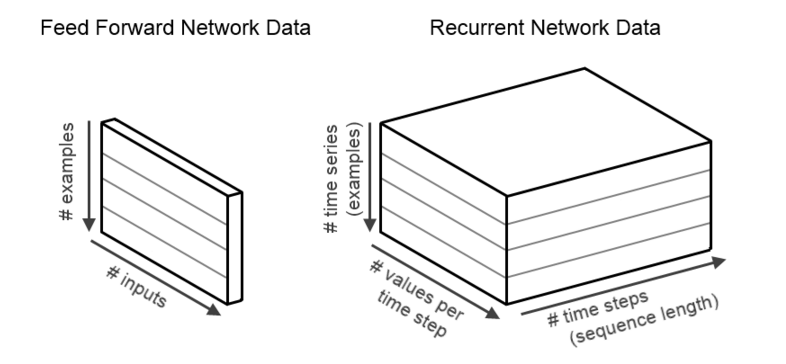 Feed Forward Network Data
Recurrent Network Data
# examples
# inputs
# time series
(examples)
# values per
time step
# time steps
(sequence length)